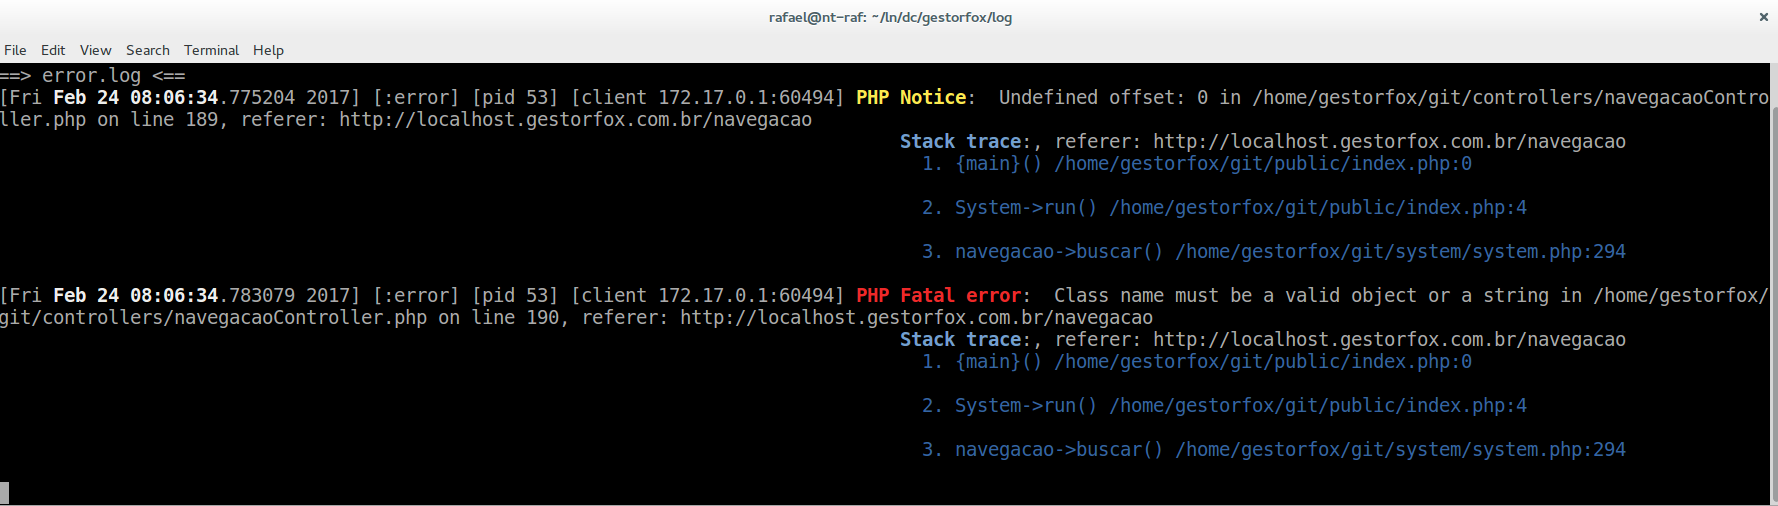 rafael@nt-raf: ~/ln/dc/gestorfox/log ×
File Edit View Search Terminal Help
==> error.log <==
[Fri Feb 24 08:06:34.775204 2017] [:error] [pid 53] [client 172.17.0.1:60494] PHP Notice:  Undefined offset: 0 in /home/gestorfox/git/controllers/navegacaoContro
ller.php on line 189, referer: http://localhost.gestorfox.com.br/navegacao
Stack trace:, referer: http://localhost.gestorfox.com.br/navegacao
1. {main}() /home/gestorfox/git/public/index.php:0
2. System->run() /home/gestorfox/git/public/index.php:4
3. navegacao->buscar() /home/gestorfox/git/system/system.php:294
[Fri Feb 24 08:06:34.783079 2017] [:error] [pid 53] [client 172.17.0.1:60494] PHP Fatal error:  Class name must be a valid object or a string in /home/gestorfox/
git/controllers/navegacaoController.php on line 190, referer: http://localhost.gestorfox.com.br/navegacao
Stack trace:, referer: http://localhost.gestorfox.com.br/navegacao
1. {main}() /home/gestorfox/git/public/index.php:0
2. System->run() /home/gestorfox/git/public/index.php:4
3. navegacao->buscar() /home/gestorfox/git/system/system.php:294